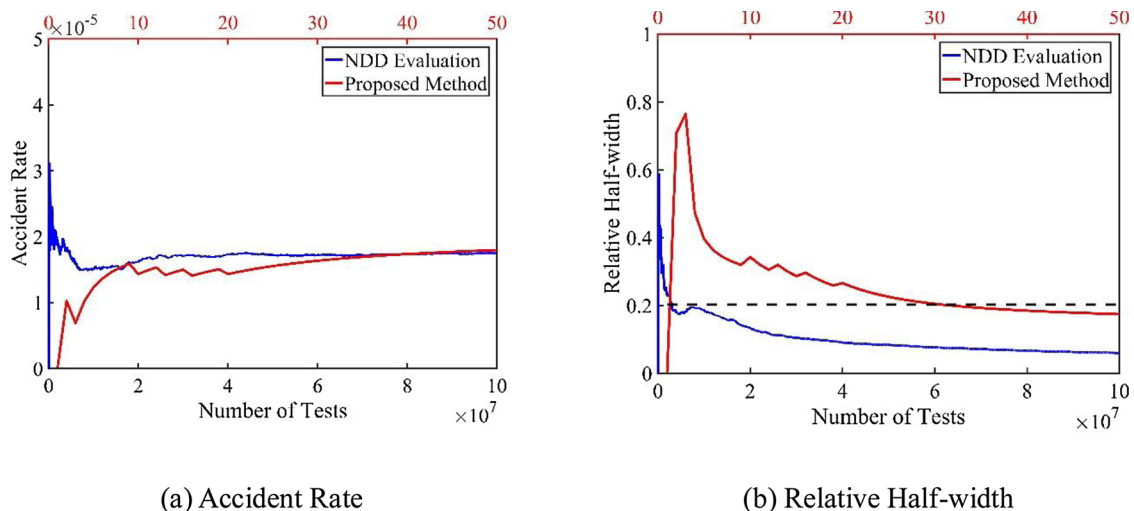 0 10 20 30 40 50
×10⁻⁵
5
4
3
2
1
0
Accident Rate
NDD Evaluation
Proposed Method
0 2 4 6 8 10
Number of Tests
×10⁷
(a) Accident Rate
0 10 20 30 40 50
1
0.8
0.6
0.4
0.2
0
Relative Half-width
NDD Evaluation
Proposed Method
0 2 4 6 8 10
Number of Tests
×10⁷
(b) Relative Half-width